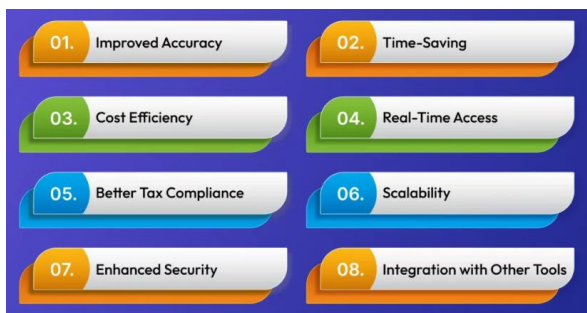 01. Improved Accuracy
02. Time-Saving
03. Cost Efficiency
04. Real-Time Access
05. Better Tax Compliance
06. Scalability
07. Enhanced Security
08. Integration with Other Tools